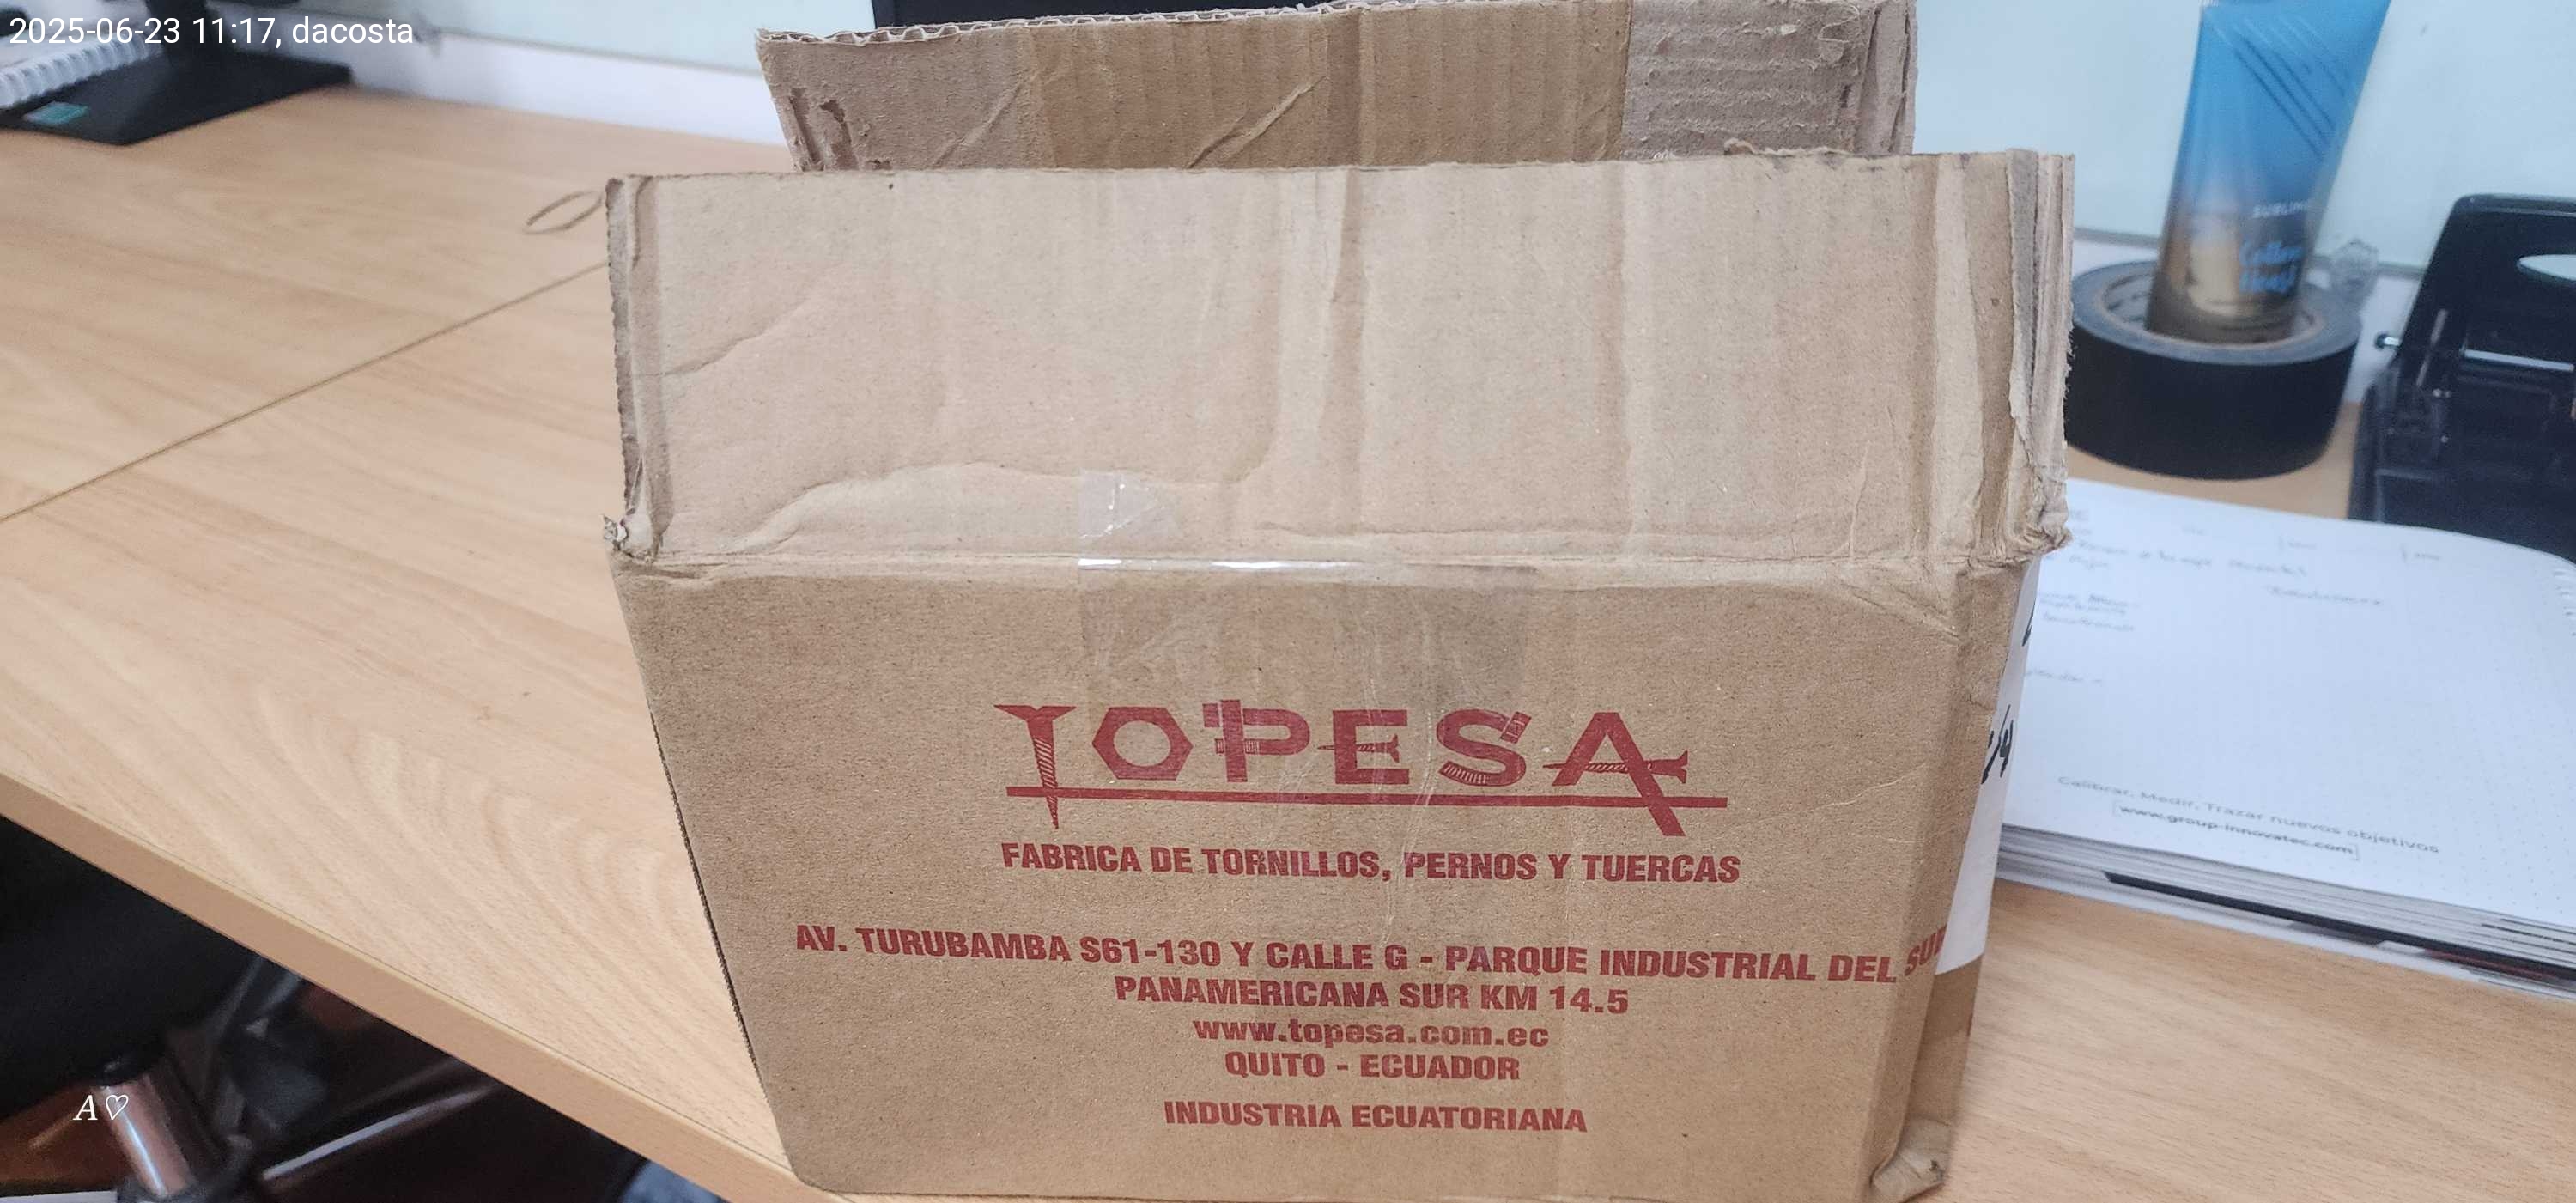 2025-06-23 11:17, dacosta
TOPESA
FABRICA DE TORNILLOS, PERNOS Y TUERCAS
AV. TURUBAMBA S61-130 Y CALLE G - PARQUE INDUSTRIAL DEL SUR
PANAMERICANA SUR KM 14.5
www.topesa.com.ec
QUITO - ECUADOR
INDUSTRIA ECUATORIANA
Calibrar, Medir, Trazar nuevos objetivos
www.group-innovatec.com
A♡